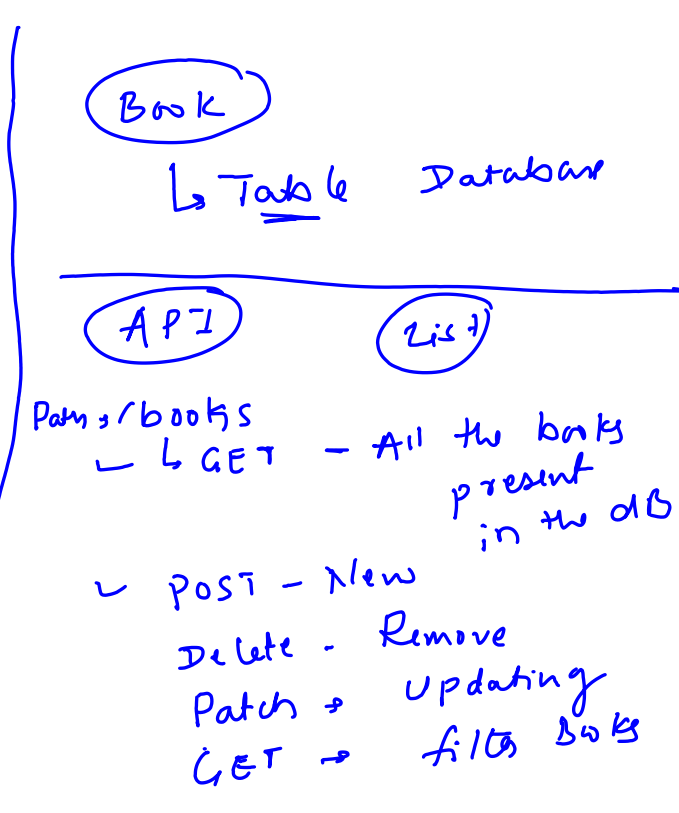 Book
↳ Table Database
API List
Path → /books
↳ GET - All the books
present
in the dB
POST - New
Delete - Remove
Patch → Updating
GET → filter Books